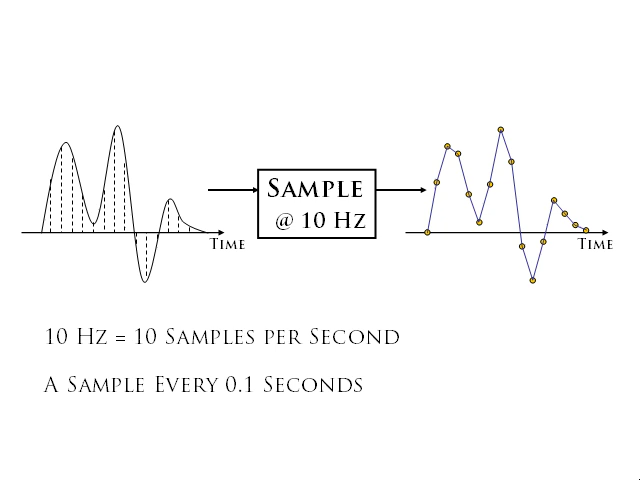 Sample
@ 10 Hz
Time
Time
10 Hz = 10 Samples per Second
A Sample Every 0.1 Seconds